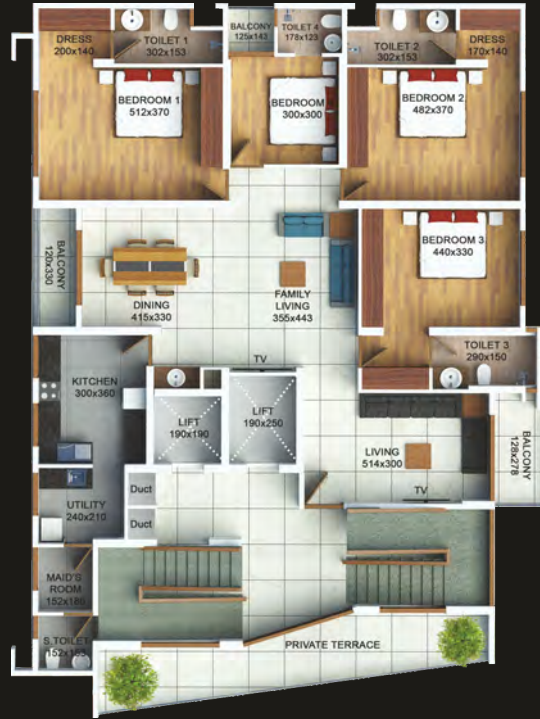 DRESS
200x140
TOILET 1
302x153
BALCONY
125x143
TOILET 4
178x123
TOILET 2
302x153
DRESS
170x140
BEDROOM 1
512x370
BEDROOM
300x300
BEDROOM 2
482x370
BALCONY
120x330
BEDROOM 3
440x330
DINING
415x330
FAMILY
LIVING
355x443
TOILET 3
290x150
KITCHEN
300x360
TV
LIFT
190x190
LIFT
190x250
LIVING
514x300
BALCONY
128x278
TV
Duct
Duct
UTILITY
240x210
MAID'S
ROOM
152x186
S.TOILET
152x153
PRIVATE TERRACE